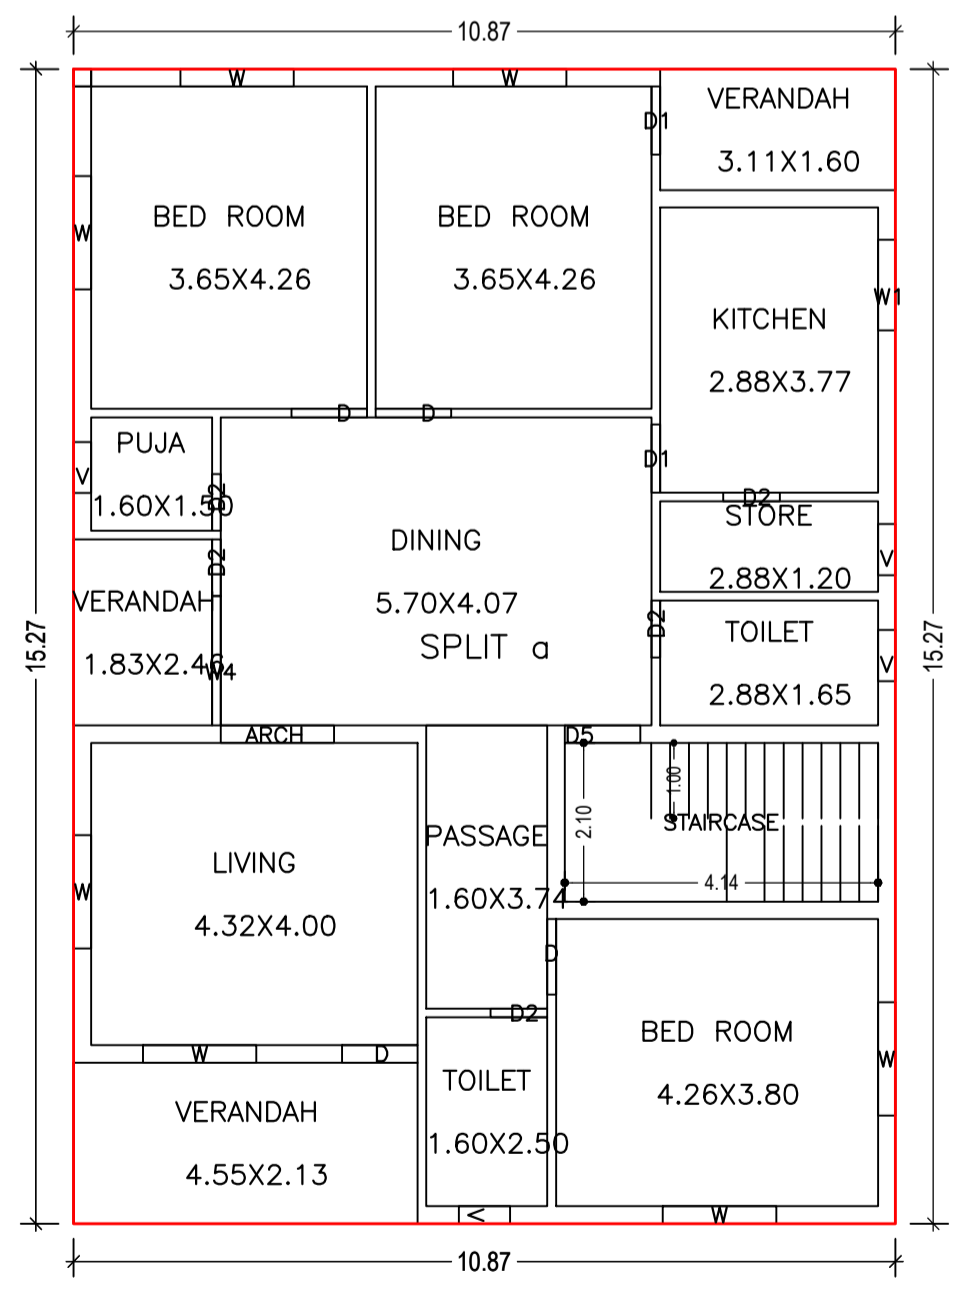 10.87
W
W
VERANDAH
3.11X1.60
D1
BED ROOM
3.65X4.26
BED ROOM
3.65X4.26
W
W1
KITCHEN
2.88X3.77
D
D
PUJA
1.60X1.50
V
D2
D1
D2
STORE
2.88X1.20
V
DINING
5.70X4.07
SPLIT a
D2
VERANDAH
1.83X2.46
W4
D2
TOILET
2.88X1.65
V
15.27
15.27
ARCH
D5
2.10
1.00
STAIRCASE
4.14
PASSAGE
1.60X3.74
LIVING
4.32X4.00
W
D
D2
W
D
BED ROOM
4.26X3.80
W
TOILET
1.60X2.50
VERANDAH
4.55X2.13
V
W
10.87